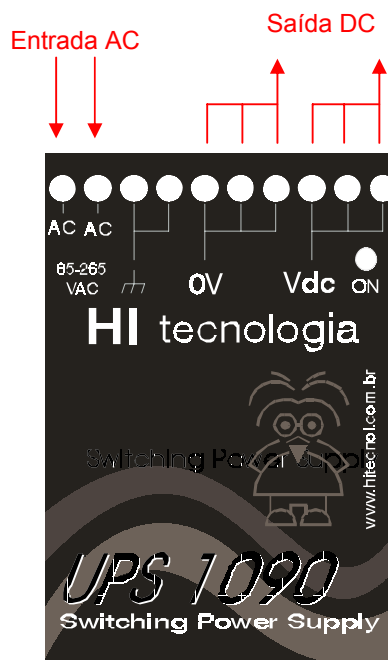 Saída DC
Entrada AC
AC AC
85-265
VAC
0V
Vdc
ON
HI tecnologia
www.hitecnol.com.br
Switching Power Suppl
UPS 1090
Switching Power Supply